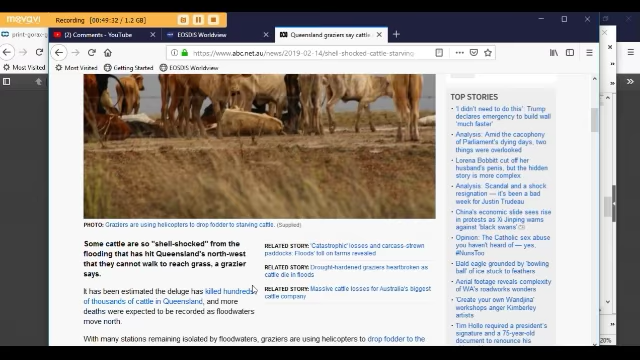 movavi
Recording
00:49:32 / 1.2 GB
(2) Comments - YouTube
EOSDIS Worldview
Queensland graziers say cattle
https://www.abc.net.au/news/2019-02-14/shell-shocked-cattle-starving
Most Visited
Getting Started
EOSDIS Worldview
TOP STORIES
'I didn't need to do this': Trump
declares emergency to build wall
'much faster'
Analysis: Amid the cacophony
of Parliament's dying days, two
things were overlooked
Lorena Bobbitt cut off her
husband's penis, but the hidden
story is more complex
Analysis: Scandal and a shock
resignation — it's been a bad
week for Justin Trudeau
China's economic slide sees rise
in protests as Xi Jinping warns
against 'black swans'
Opinion: The Catholic sex abuse
you haven't heard of — yes,
#NunsToo
Bald eagle grounded by 'bowling
ball' of ice stuck to feathers
Aerial footage reveals complexity
of WA's roadworks wonders
'Create your own Wandjina'
workshops anger Kimberley
artists
Tim Holle required a president's
signature and a 75-year-old
document to renounce his
PHOTO: Graziers are using helicopters to drop fodder to starving cattle. (Supplied)
Some cattle are so "shell-shocked" from the
flooding that has hit Queensland's north-west
that they cannot walk to reach grass, a grazier
says.
RELATED STORY: 'Catastrophic' losses and carcass-strewn
paddocks: Floods' toll on farms revealed
RELATED STORY: Drought-hardened graziers heartbroken as
cattle die in floods
RELATED STORY: Massive cattle losses for Australia's biggest
cattle company
It has been estimated the deluge has killed hundreds
of thousands of cattle in Queensland, and more
deaths were expected to be recorded as floodwaters
move north.
With many stations remaining isolated by floodwaters, graziers are using helicopters to drop fodder to the